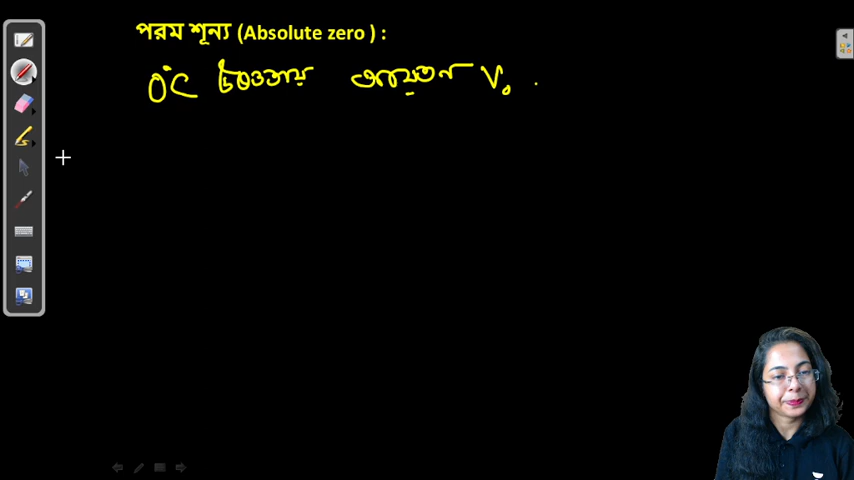 পরম শূন্য (Absolute zero ) :
0°C উষ্ণতায় আয়তন V₀ .